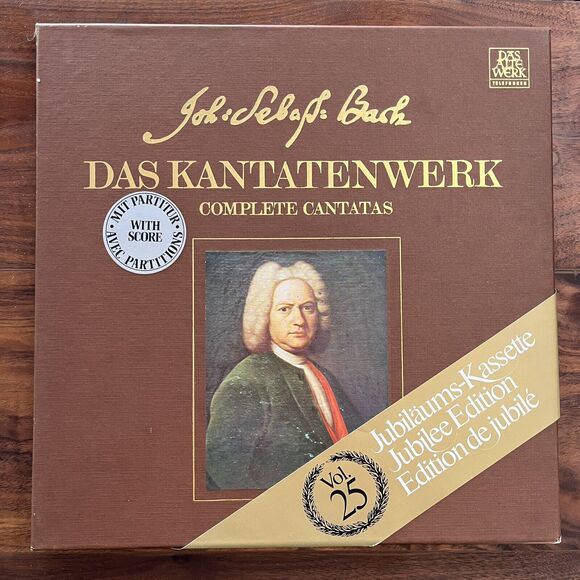 DAS
ALTE
WERK
TELEFUNKEN
Joh: Sebaſt: Bach
DAS KANTATENWERK
COMPLETE CANTATAS
MIT PARTITUR
WITH
SCORE
AVEC PARTITIONS
Jubiläums-Kassette
Jubilee Edition
Edition de jubilé
Vol.
25